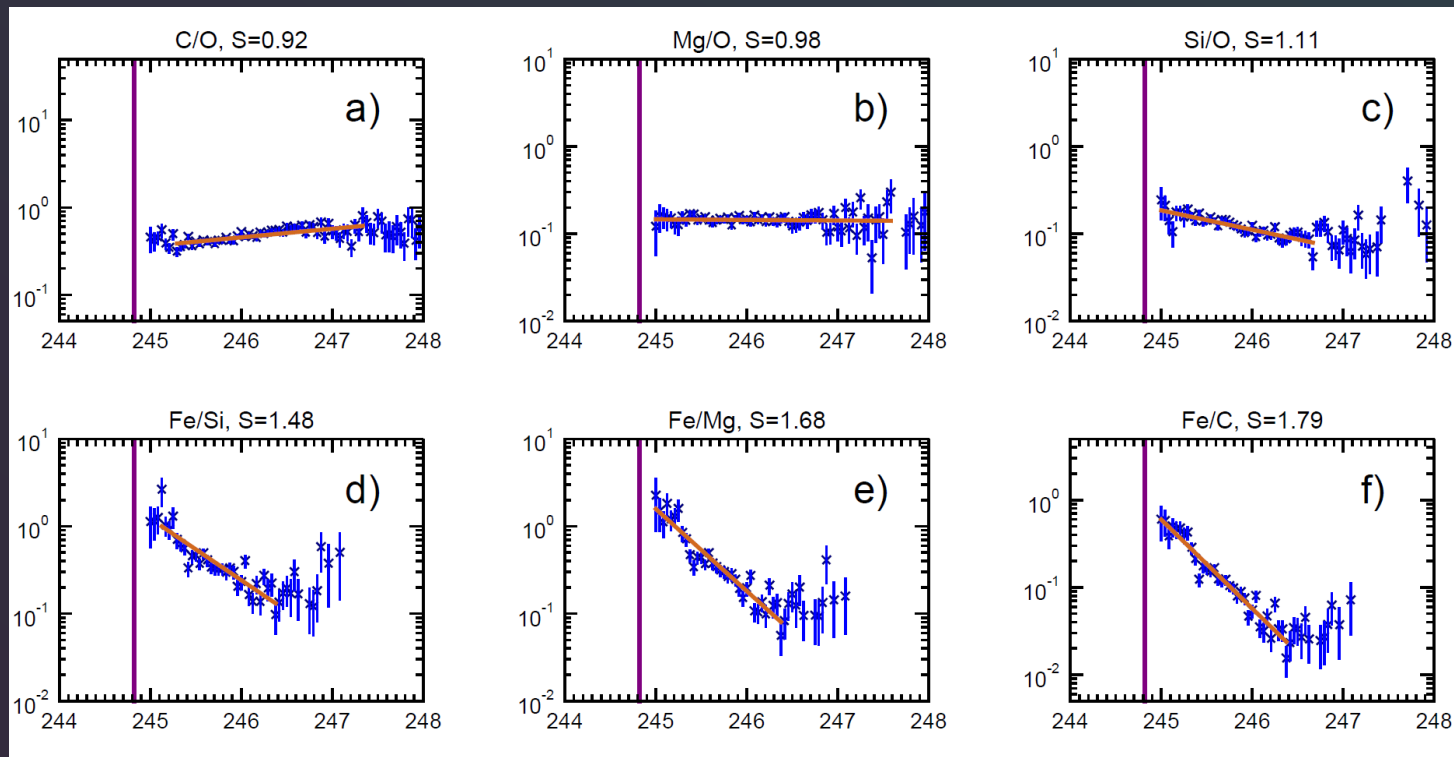 C/O, S=0.92
Mg/O, S=0.98
Si/O, S=1.11
a)
b)
c)
10^1
10^0
10^-1
244 245 246 247 248
10^1
10^0
10^-1
10^-2
244 245 246 247 248
10^1
10^0
10^-1
10^-2
244 245 246 247 248
Fe/Si, S=1.48
Fe/Mg, S=1.68
Fe/C, S=1.79
d)
e)
f)
10^1
10^0
10^-1
10^-2
244 245 246 247 248
10^1
10^0
10^-1
10^-2
244 245 246 247 248
10^0
10^-1
10^-2
244 245 246 247 248